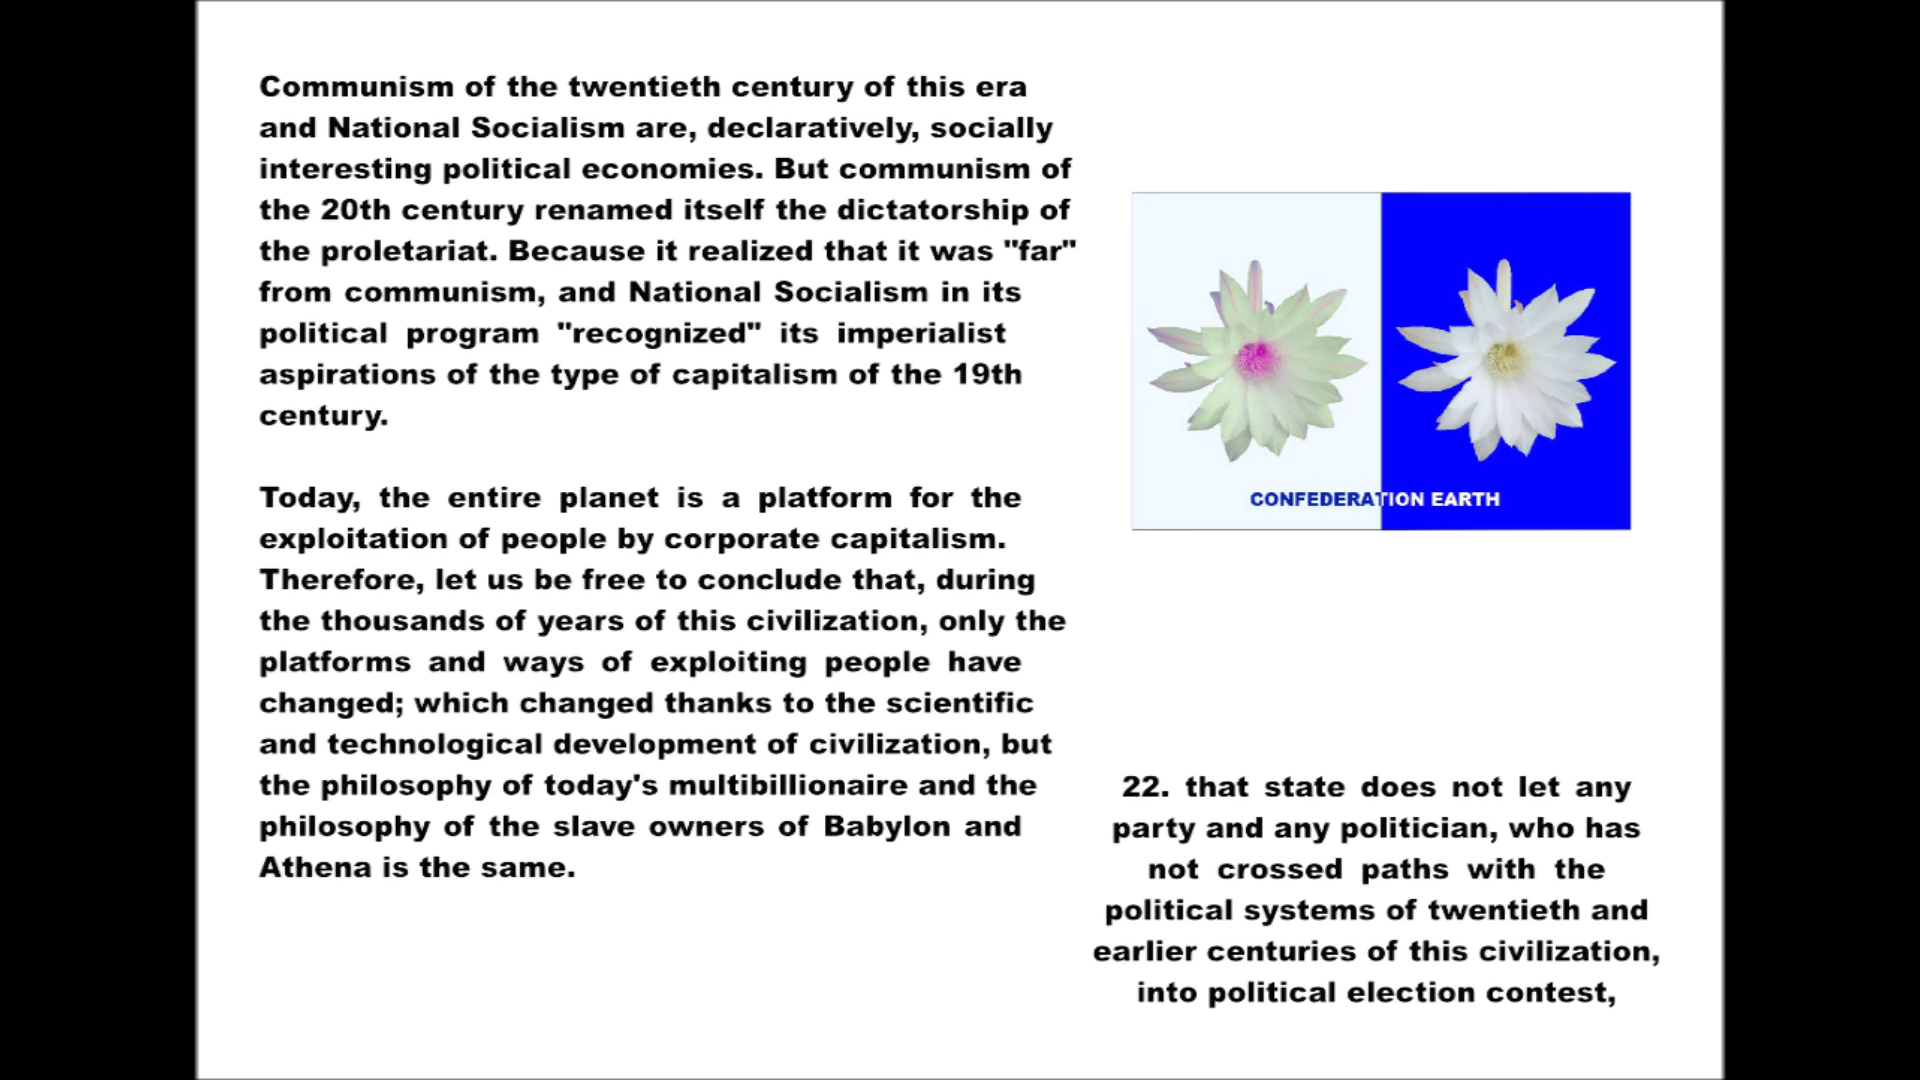 Communism of the twentieth century of this era
and National Socialism are, declaratively, socially
interesting political economies. But communism of
the 20th century renamed itself the dictatorship of
the proletariat. Because it realized that it was "far"
from communism, and National Socialism in its
political program "recognized" its imperialist
aspirations of the type of capitalism of the 19th
century.
Today, the entire planet is a platform for the
exploitation of people by corporate capitalism.
Therefore, let us be free to conclude that, during
the thousands of years of this civilization, only the
platforms and ways of exploiting people have
changed; which changed thanks to the scientific
and technological development of civilization, but
the philosophy of today's multibillionaire and the
philosophy of the slave owners of Babylon and
Athena is the same.
CONFEDERATION EARTH
22. that state does not let any
party and any politician, who has
not crossed paths with the
political systems of twentieth and
earlier centuries of this civilization,
into political election contest,